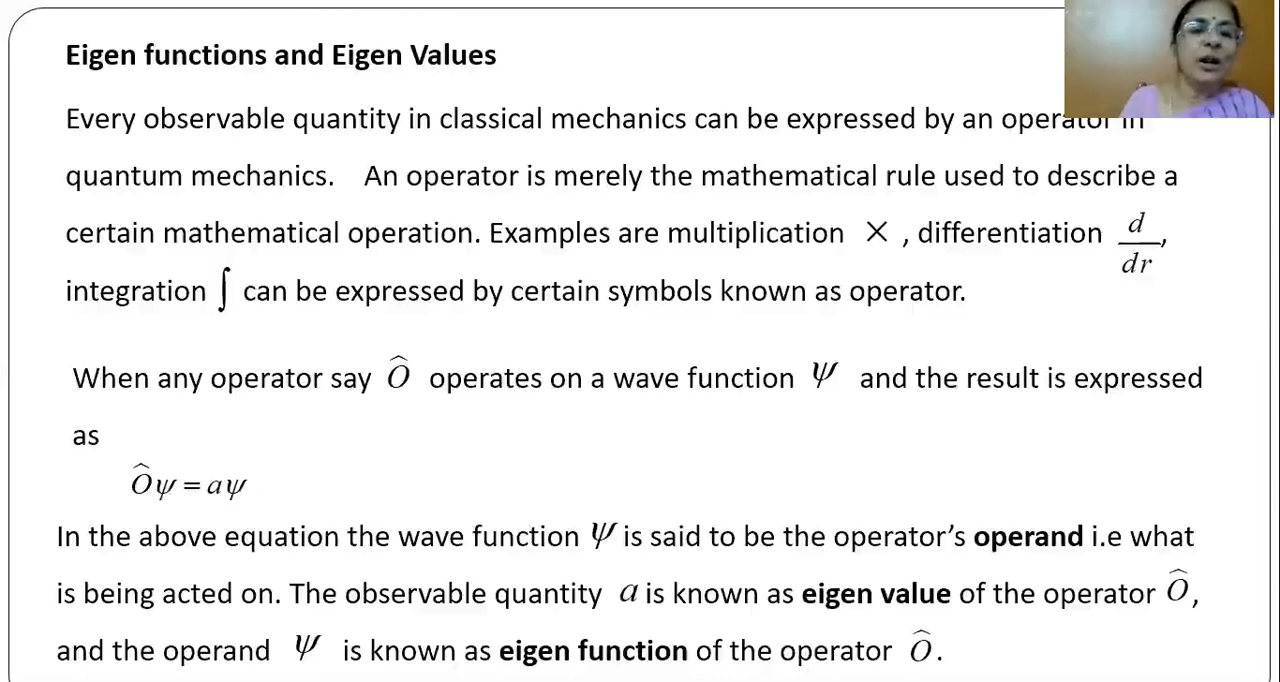 Eigen functions and Eigen Values
Every observable quantity in classical mechanics can be expressed by an operator in
quantum mechanics. An operator is merely the mathematical rule used to describe a
certain mathematical operation. Examples are multiplication × , differentiation d/dr,
integration ∫ can be expressed by certain symbols known as operator.
When any operator say Ô operates on a wave function ψ and the result is expressed
as
Ôψ = aψ
In the above equation the wave function ψ is said to be the operator’s operand i.e what
is being acted on. The observable quantity a is known as eigen value of the operator Ô,
and the operand ψ is known as eigen function of the operator Ô.